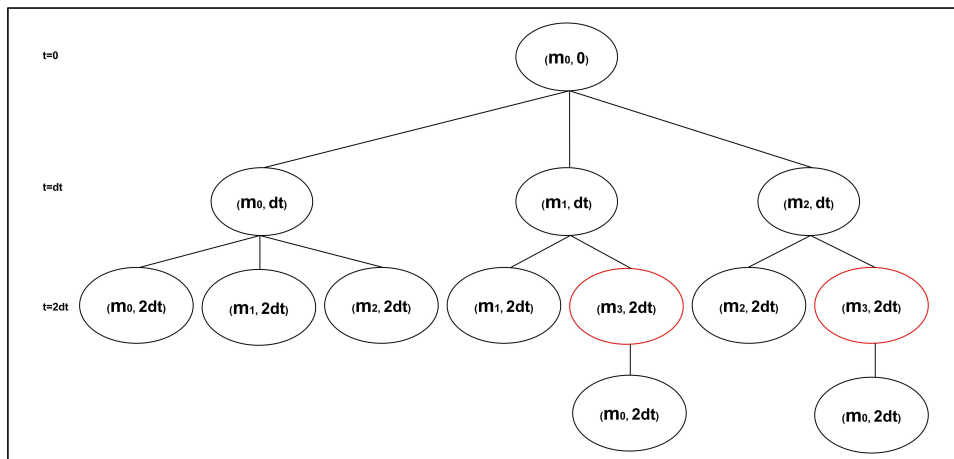 t=0
(m₀, 0)
t=dt
(m₀, dt)
(m₁, dt)
(m₂, dt)
t=2dt
(m₀, 2dt)
(m₁, 2dt)
(m₂, 2dt)
(m₁, 2dt)
(m₃, 2dt)
(m₂, 2dt)
(m₃, 2dt)
(m₀, 2dt)
(m₀, 2dt)